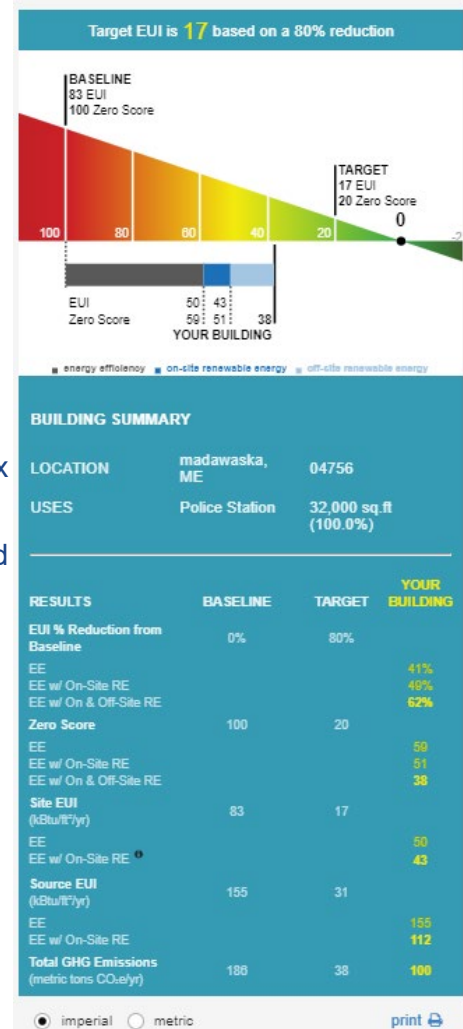 Target EUI is 17 based on a 80% reduction
BASELINE
83 EUI
100 Zero Score
TARGET
17 EUI
20 Zero Score
0
100 80 60 40 20 -2
EUI 50 43
Zero Score 59 51 38
YOUR BUILDING
energy efficiency on-site renewable energy off-site renewable energy
BUILDING SUMMARY
x
LOCATION madawaska, ME 04756
USES Police Station 32,000 sq.ft (100.0%)
d
RESULTS BASELINE TARGET YOUR BUILDING
EUI % Reduction from Baseline 0% 80%
EE 41%
EE w/ On-Site RE 49%
EE w/ On & Off-Site RE 62%
Zero Score 100 20
EE 59
EE w/ On-Site RE 51
EE w/ On & Off-Site RE 38
Site EUI (kBtu/ft²/yr) 83 17
EE 50
EE w/ On-Site RE 43
Source EUI (kBtu/ft²/yr) 155 31
EE 155
EE w/ On-Site RE 112
Total GHG Emissions (metric tons CO₂e/yr) 186 38 100
imperial metric print